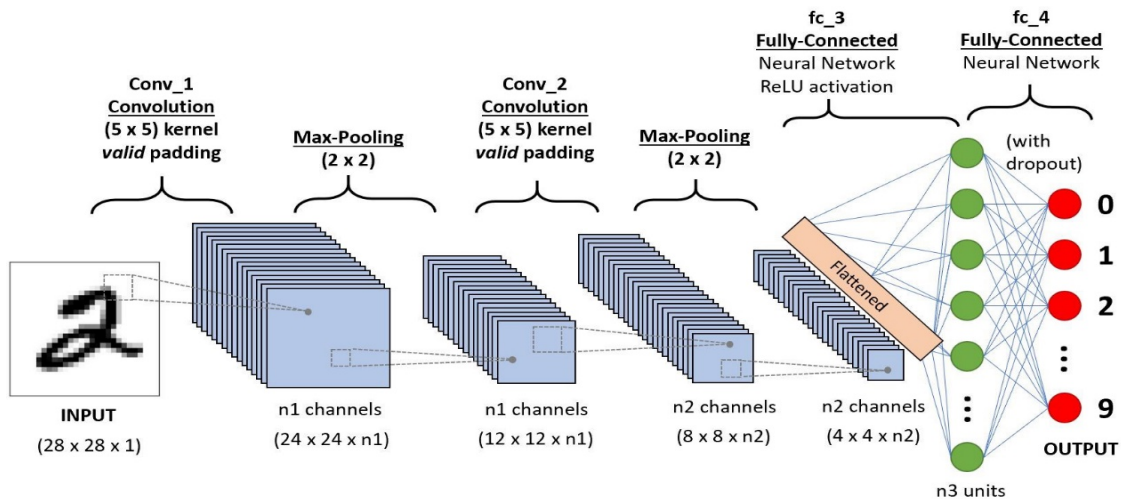 fc_3
Fully-Connected
Neural Network
ReLU activation
fc_4
Fully-Connected
Neural Network
Conv_1
Convolution
(5 x 5) kernel
valid padding
Max-Pooling
(2 x 2)
Conv_2
Convolution
(5 x 5) kernel
valid padding
Max-Pooling
(2 x 2)
(with
dropout)
Flattened
2
0
1
2
9
INPUT
(28 x 28 x 1)
n1 channels
(24 x 24 x n1)
n1 channels
(12 x 12 x n1)
n2 channels
(8 x 8 x n2)
n2 channels
(4 x 4 x n2)
OUTPUT
n3 units